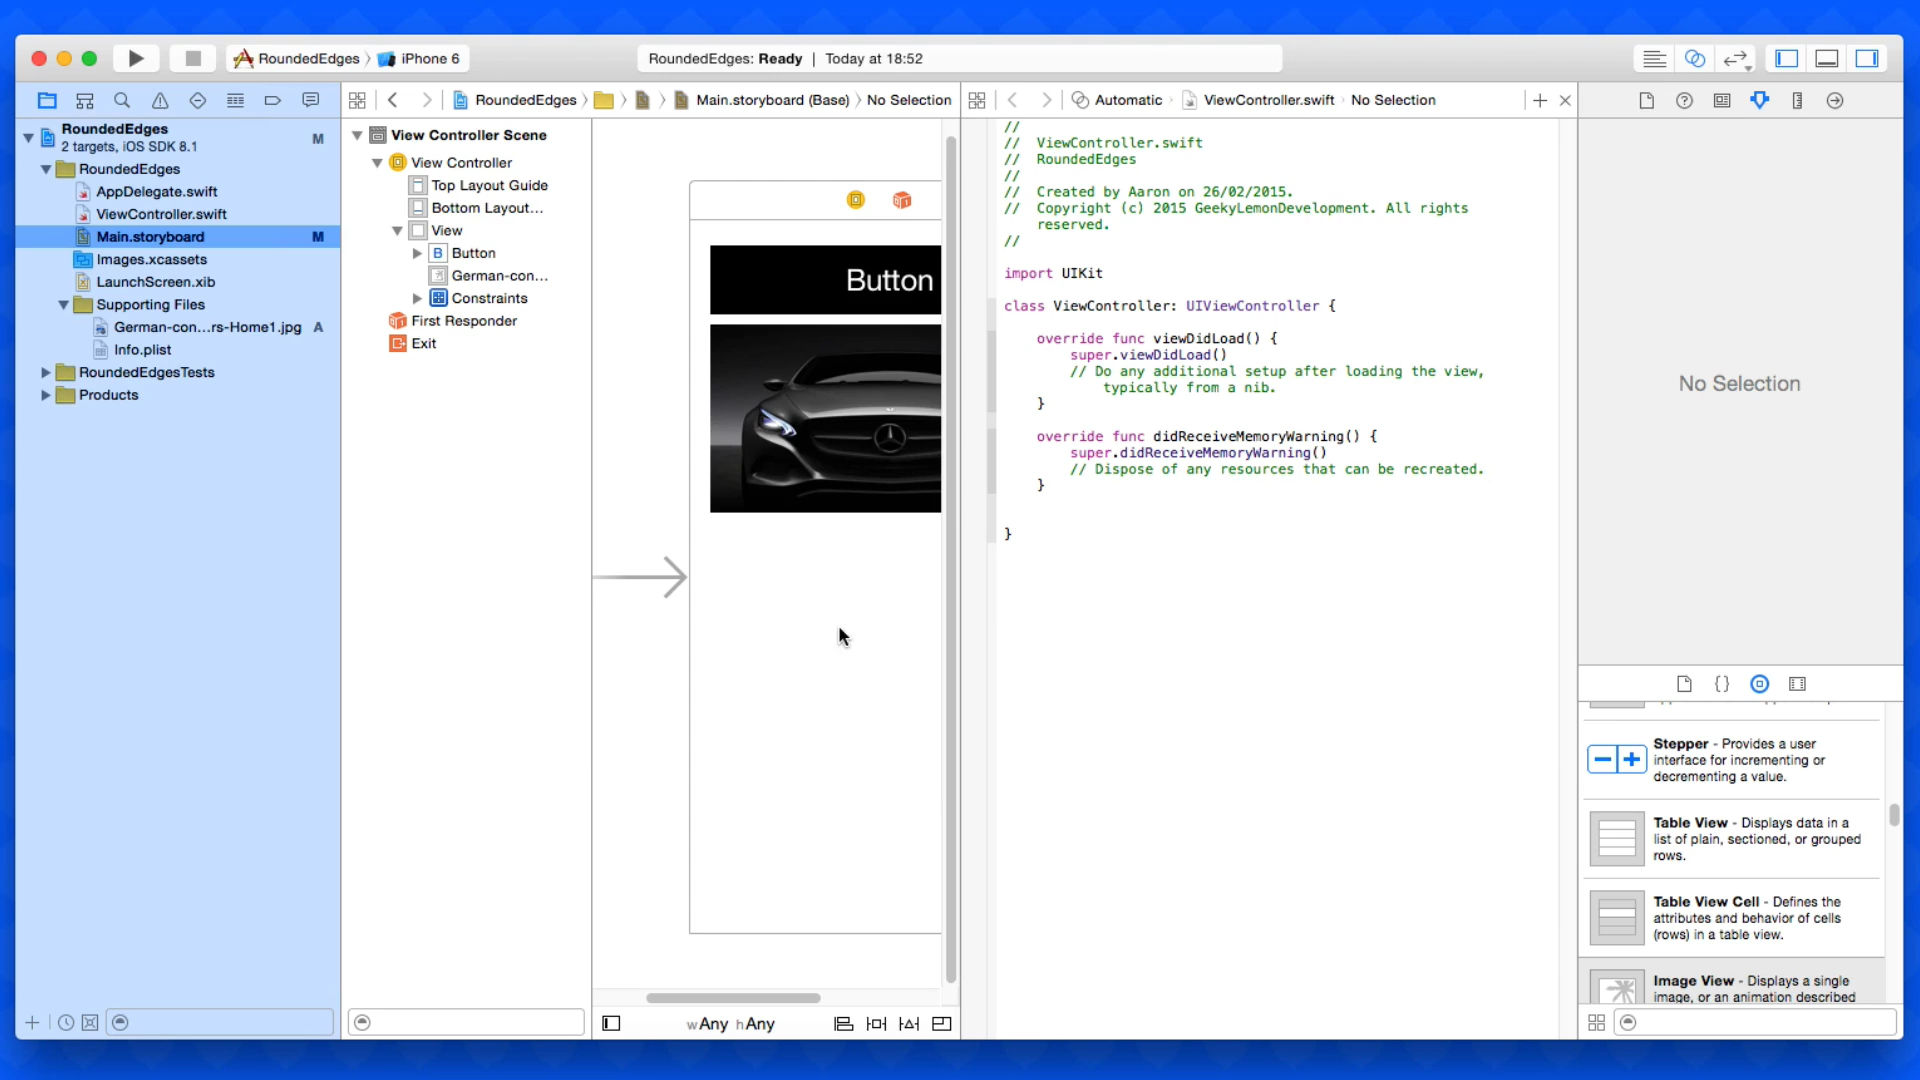 RoundedEdges iPhone 6
RoundedEdges: Ready | Today at 18:52
RoundedEdges Main.storyboard (Base) No Selection
Automatic ViewController.swift No Selection
RoundedEdges
2 targets, iOS SDK 8.1
M
RoundedEdges
AppDelegate.swift
ViewController.swift
Main.storyboard M
Images.xcassets
LaunchScreen.xib
Supporting Files
German-con...rs-Home1.jpg A
Info.plist
RoundedEdgesTests
Products
View Controller Scene
View Controller
Top Layout Guide
Bottom Layout...
View
B Button
German-con...
Constraints
First Responder
Exit
Button
wAny hAny
//
// ViewController.swift
// RoundedEdges
//
// Created by Aaron on 26/02/2015.
// Copyright (c) 2015 GeekyLemonDevelopment. All rights
reserved.
//
import UIKit
class ViewController: UIViewController {
override func viewDidLoad() {
super.viewDidLoad()
// Do any additional setup after loading the view,
typically from a nib.
}
override func didReceiveMemoryWarning() {
super.didReceiveMemoryWarning()
// Dispose of any resources that can be recreated.
}
}
No Selection
{}
Stepper - Provides a user
interface for incrementing or
decrementing a value.
Table View - Displays data in a
list of plain, sectioned, or grouped
rows.
Table View Cell - Defines the
attributes and behavior of cells
(rows) in a table view.
Image View - Displays a single
image, or an animation described